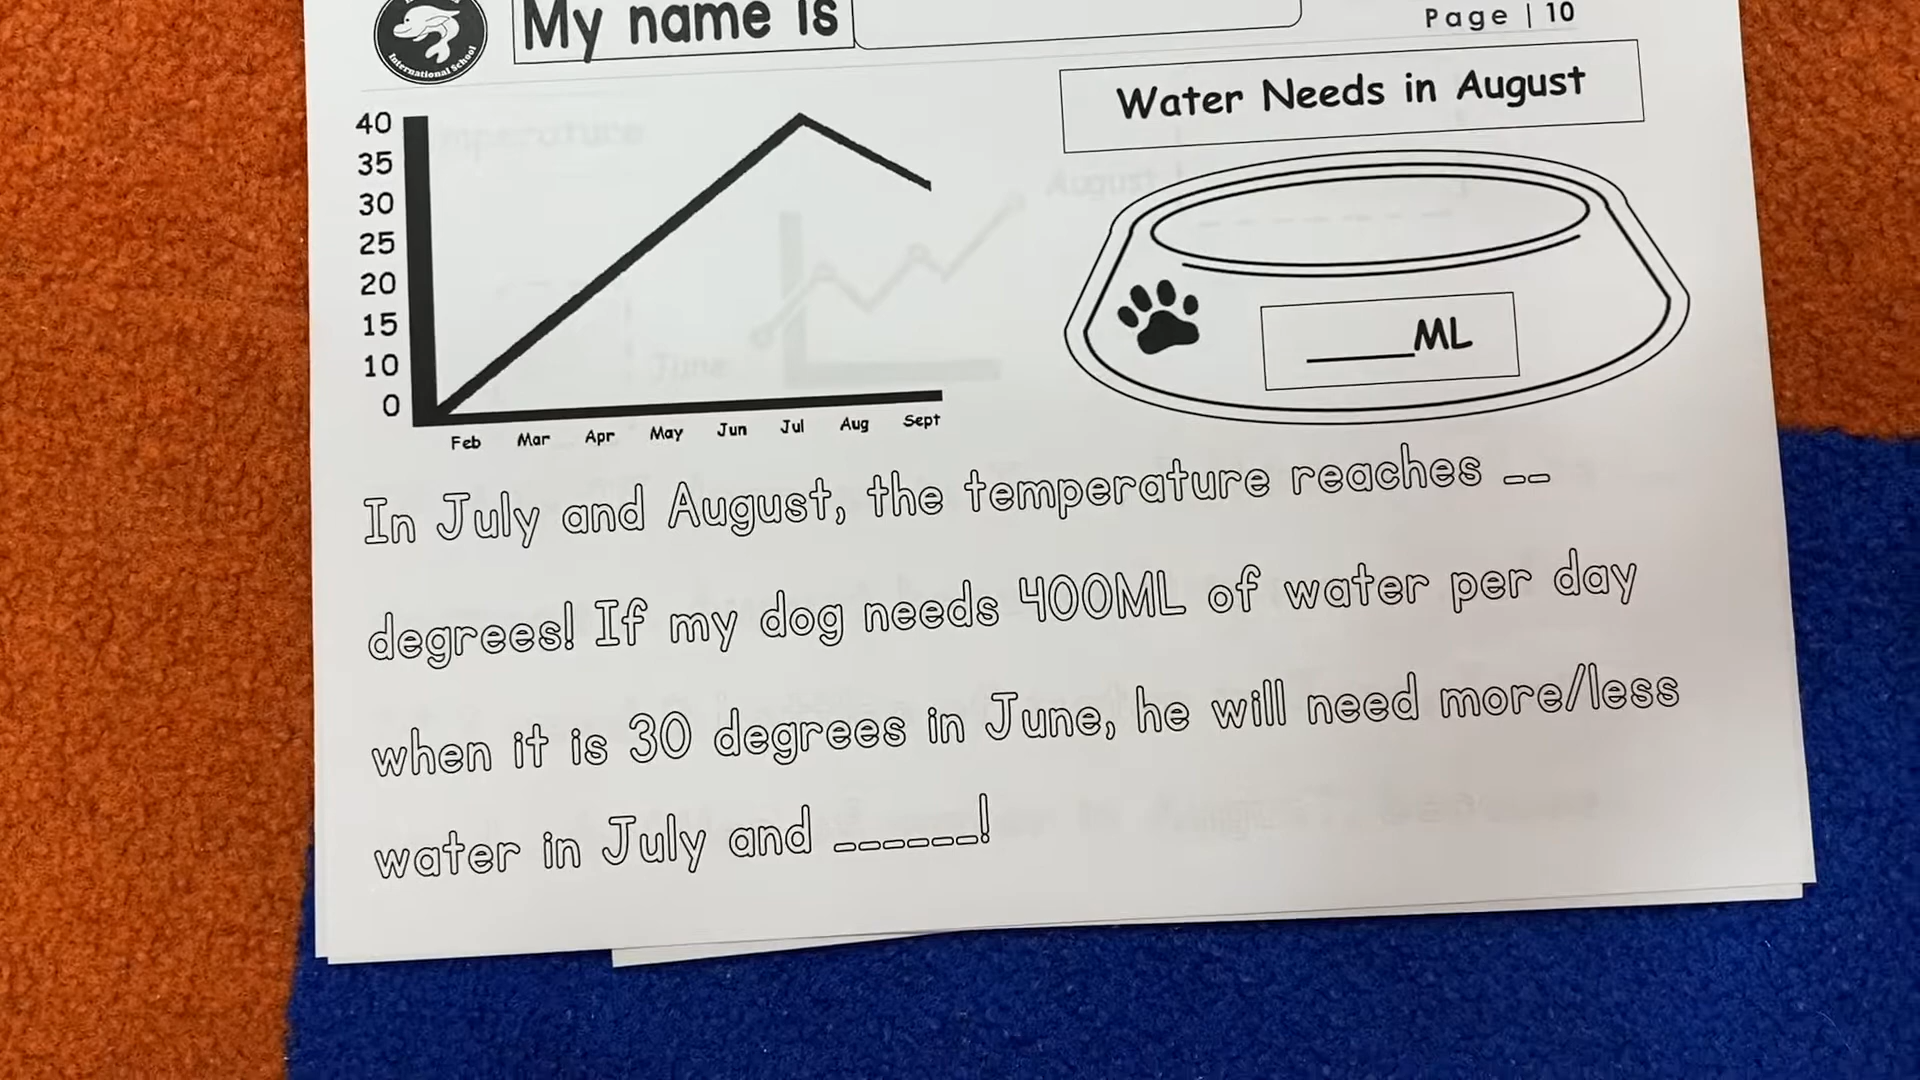 International School
My name is
Page | 10
Water Needs in August
40
35
30
25
20
15
10
0
Feb Mar Apr May Jun Jul Aug Sept
____ML
In July and August, the temperature reaches __
degrees! If my dog needs 400ML of water per day
when it is 30 degrees in June, he will need more/less
water in July and ______!